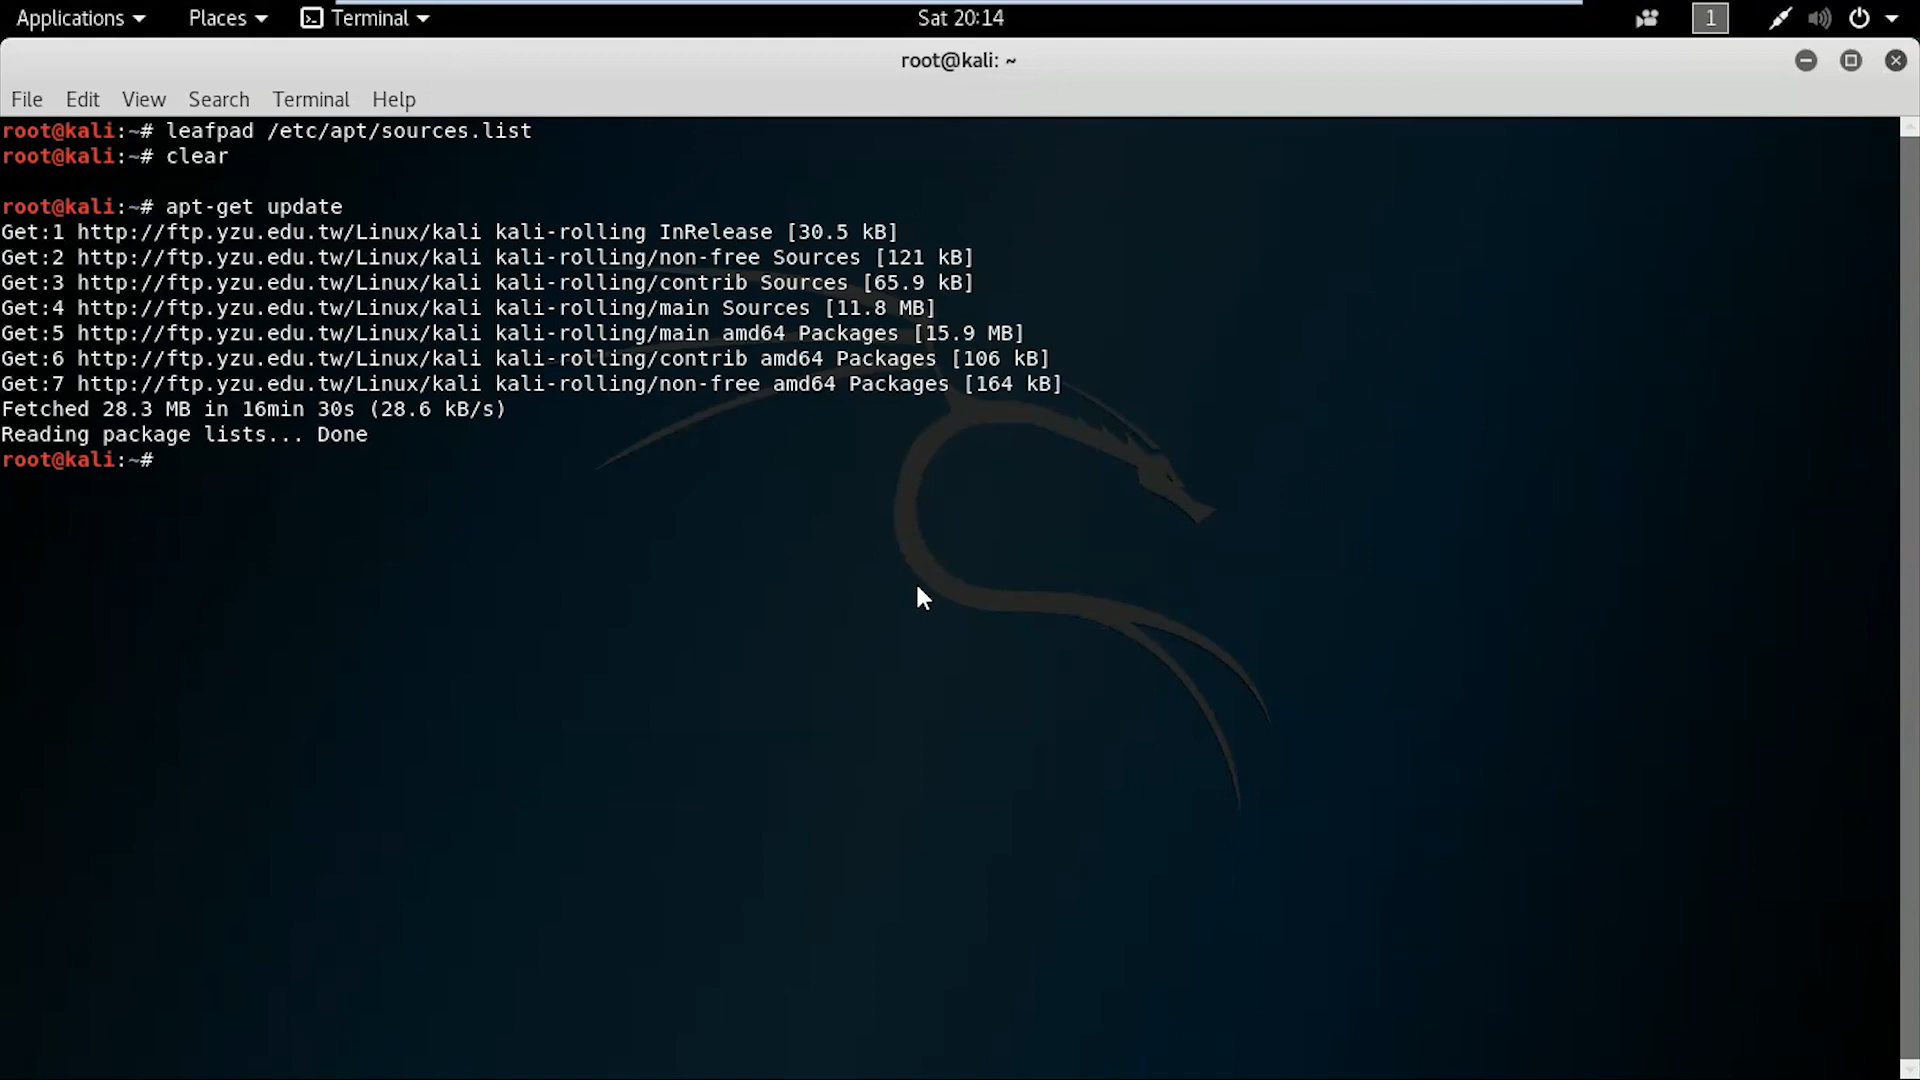 Applications Places Terminal Sat 20:14 1
root@kali: ~
File Edit View Search Terminal Help
root@kali:~# leafpad /etc/apt/sources.list
root@kali:~# clear
root@kali:~# apt-get update
Get:1 http://ftp.yzu.edu.tw/Linux/kali kali-rolling InRelease [30.5 kB]
Get:2 http://ftp.yzu.edu.tw/Linux/kali kali-rolling/non-free Sources [121 kB]
Get:3 http://ftp.yzu.edu.tw/Linux/kali kali-rolling/contrib Sources [65.9 kB]
Get:4 http://ftp.yzu.edu.tw/Linux/kali kali-rolling/main Sources [11.8 MB]
Get:5 http://ftp.yzu.edu.tw/Linux/kali kali-rolling/main amd64 Packages [15.9 MB]
Get:6 http://ftp.yzu.edu.tw/Linux/kali kali-rolling/contrib amd64 Packages [106 kB]
Get:7 http://ftp.yzu.edu.tw/Linux/kali kali-rolling/non-free amd64 Packages [164 kB]
Fetched 28.3 MB in 16min 30s (28.6 kB/s)
Reading package lists... Done
root@kali:~#